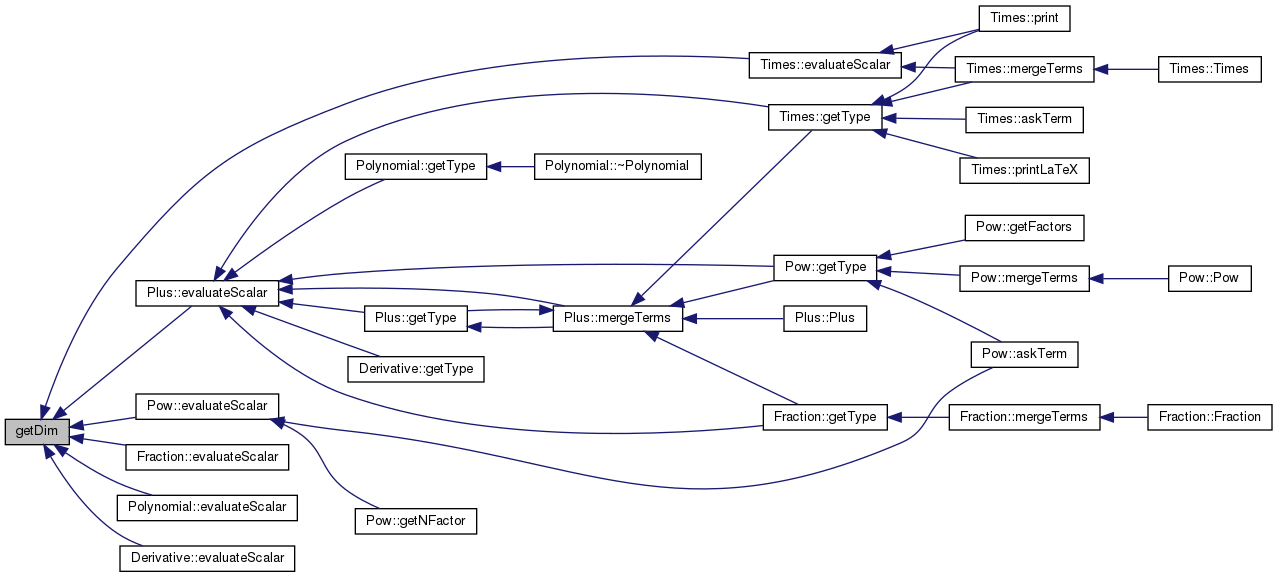 Times::print
Times::evaluateScalar
Times::mergeTerms
Times::Times
Times::getType
Times::askTerm
Polynomial::getType
Polynomial::~Polynomial
Times::printLaTeX
Pow::getFactors
Pow::getType
Pow::mergeTerms
Pow::Pow
Plus::evaluateScalar
Plus::getType
Plus::mergeTerms
Plus::Plus
Derivative::getType
Pow::askTerm
Pow::evaluateScalar
Fraction::getType
Fraction::mergeTerms
Fraction::Fraction
getDim
Fraction::evaluateScalar
Polynomial::evaluateScalar
Pow::getNFactor
Derivative::evaluateScalar